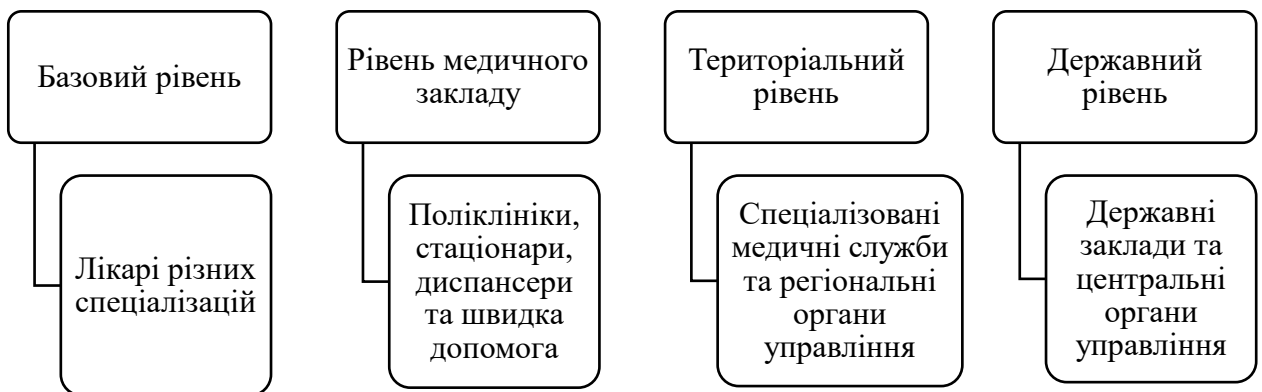 Базовий рівень
Лікарі різних
спеціалізацій
Рівень медичного
закладу
Поліклініки,
стаціонари,
диспансери
та швидка
допомога
Територіальний
рівень
Спеціалізовані
медичні служби
та регіональні
органи
управління
Державний
рівень
Державні
заклади та
центральні
органи
управління